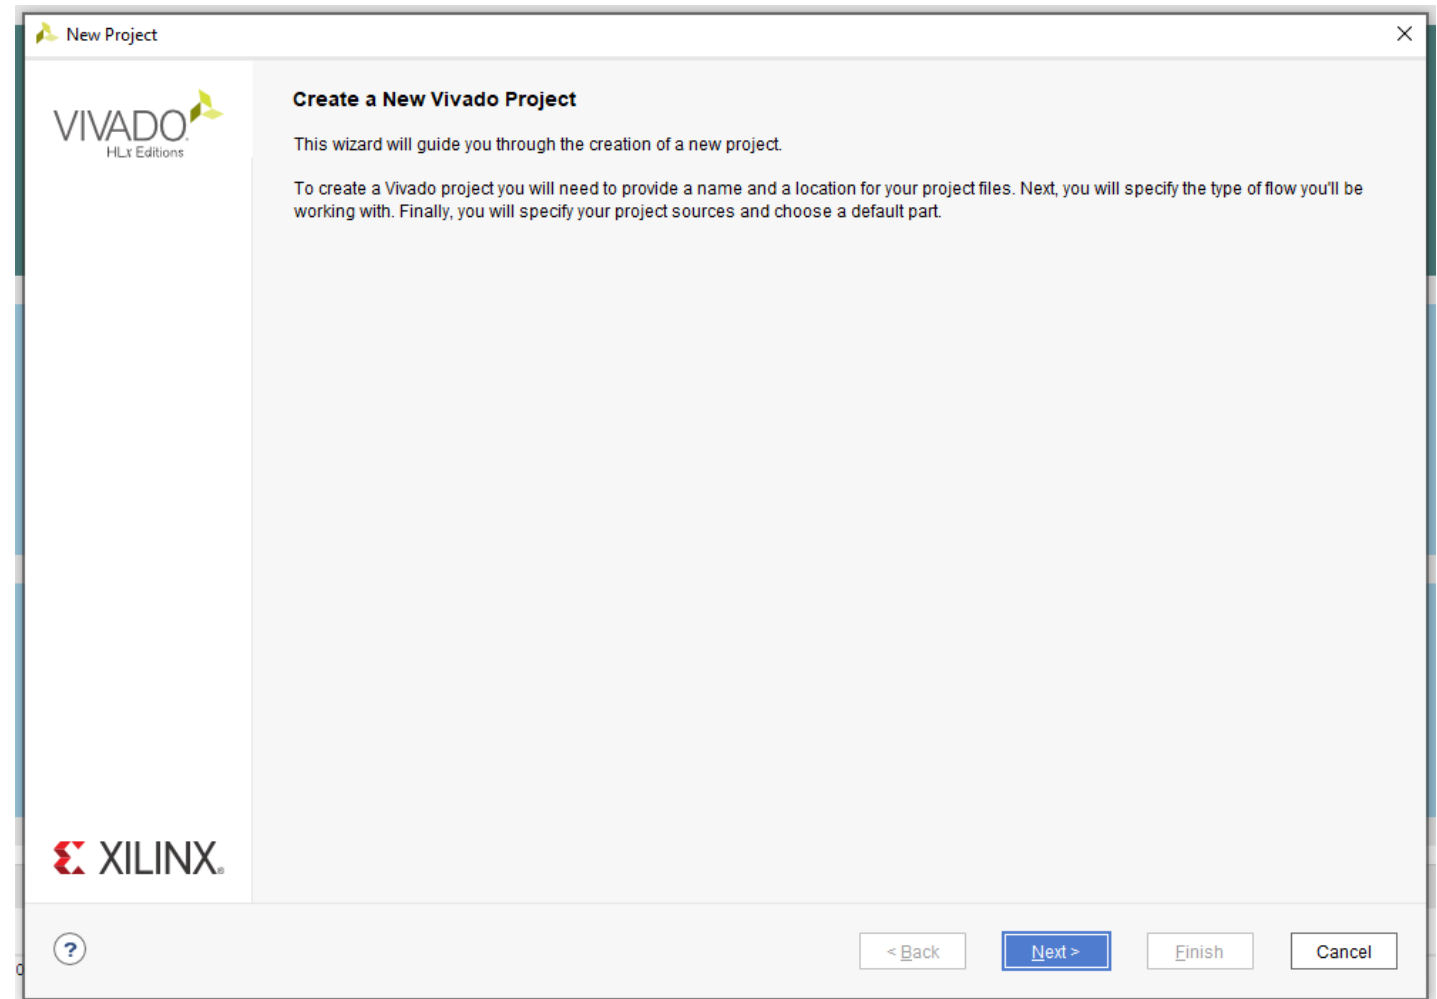 New Project
VIVADO.
HLx Editions
Create a New Vivado Project
This wizard will guide you through the creation of a new project.
To create a Vivado project you will need to provide a name and a location for your project files. Next, you will specify the type of flow you'll be
working with. Finally, you will specify your project sources and choose a default part.
XILINX.
?
< Back
Next >
Finish
Cancel